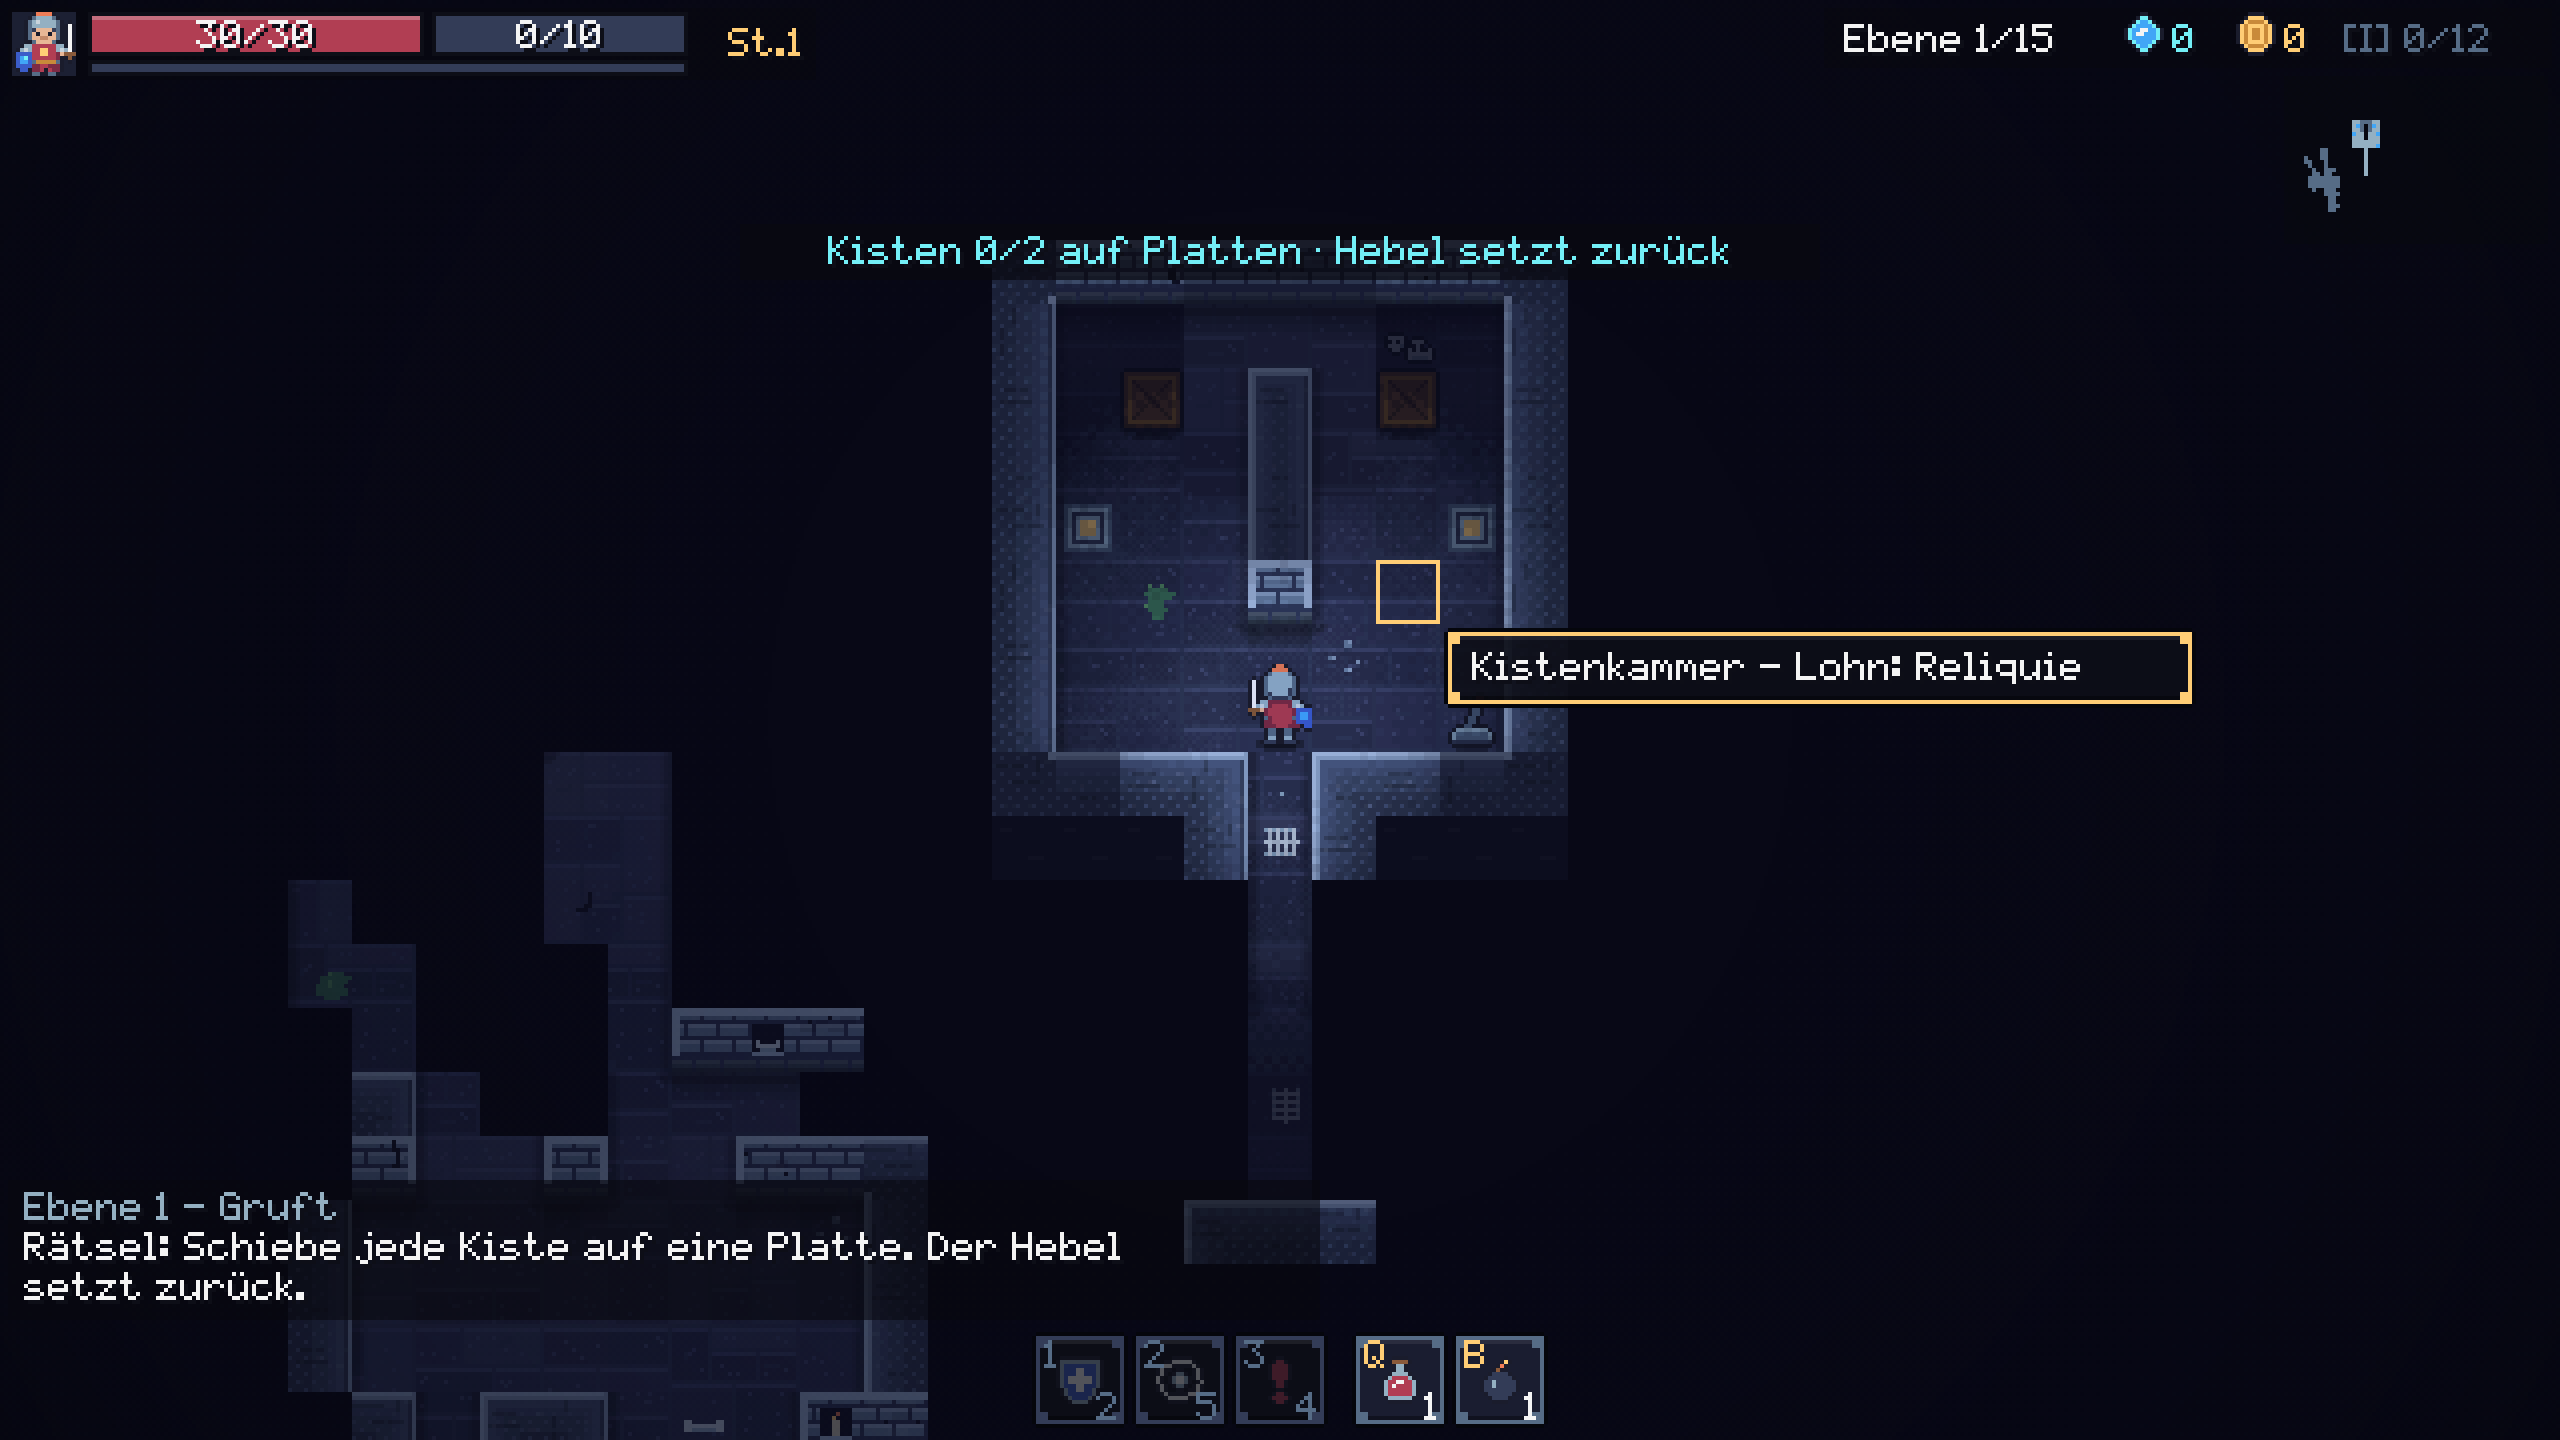 30/30 0/10 St.1 Ebene 1/15 0 0 [I] 0/12
Kisten 0/2 auf Platten · Hebel setzt zurück
Kistenkammer – Lohn: Reliquie
Ebene 1 – Gruft
Rätsel: Schiebe jede Kiste auf eine Platte. Der Hebel
setzt zurück.
1 2 3 Q B
2 5 4 1 1